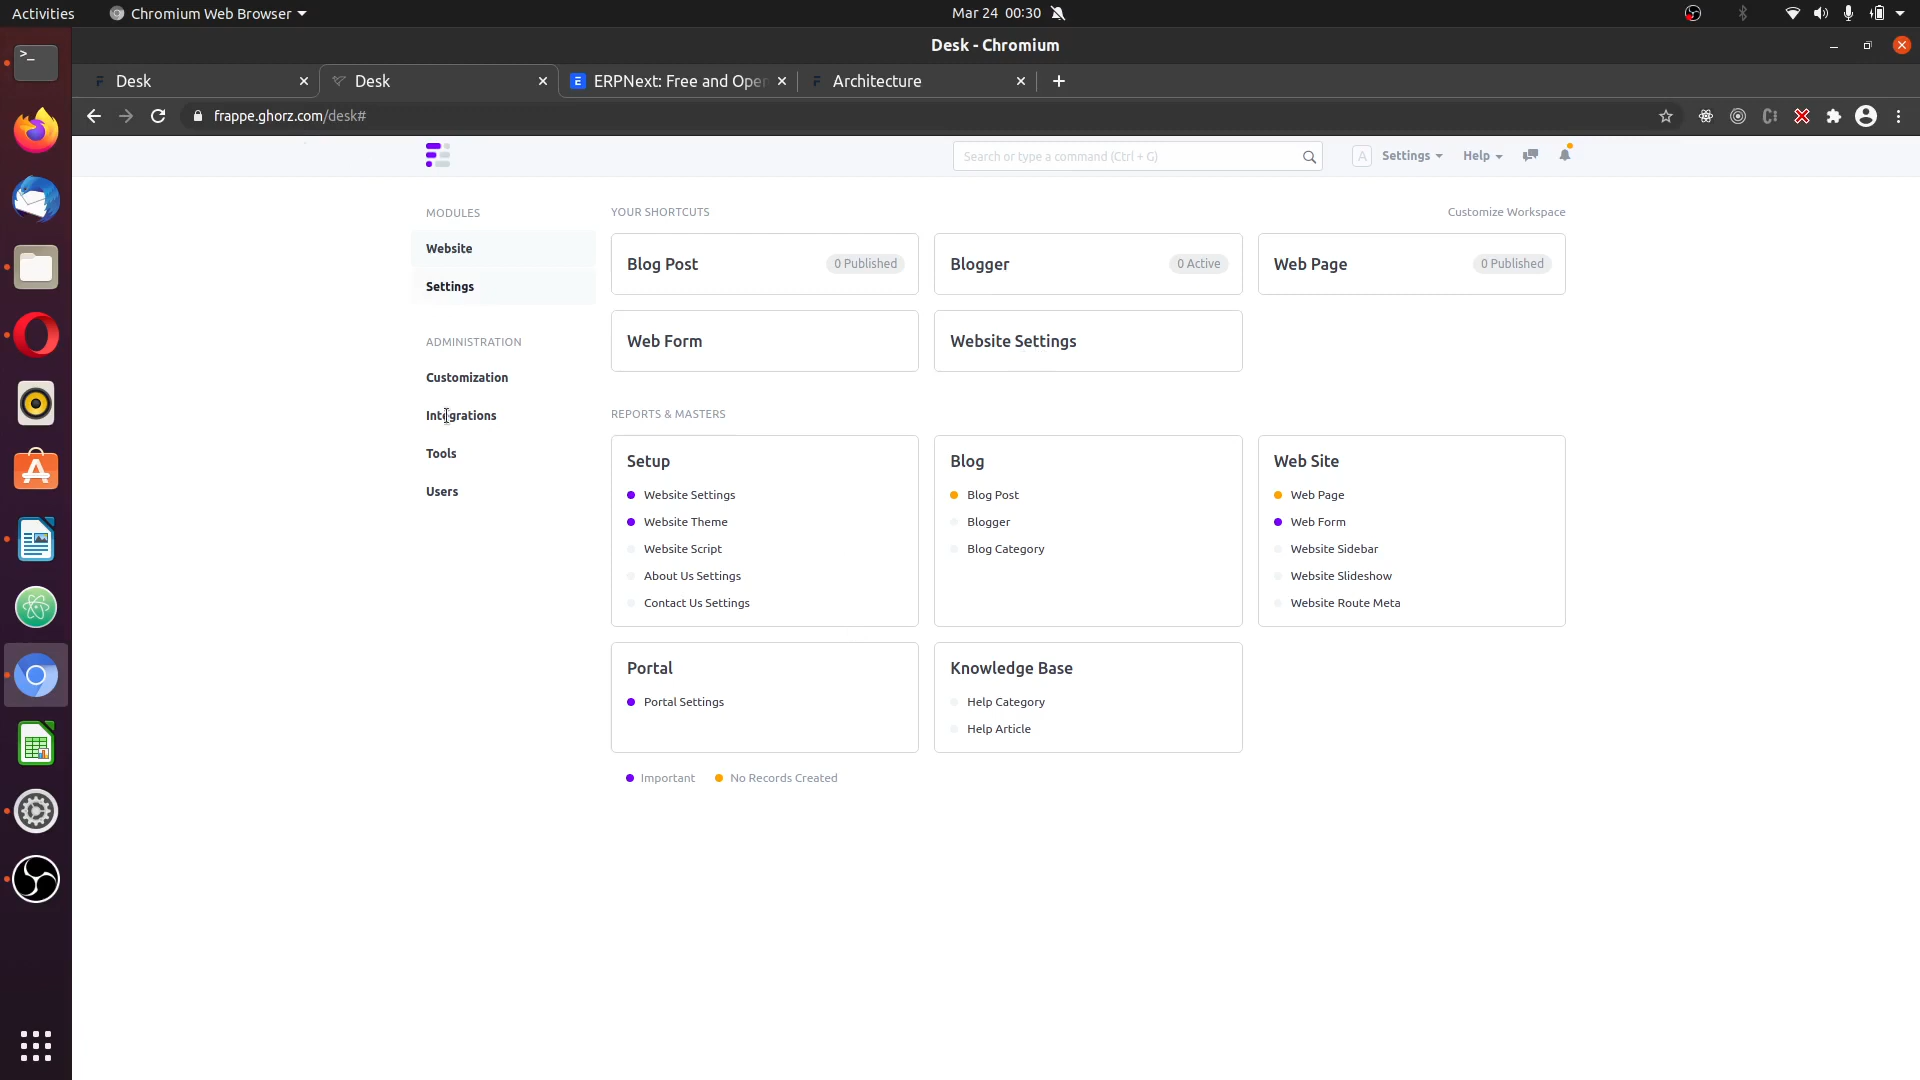 Activities
Chromium Web Browser
Mar 24 00:30
Desk - Chromium
Desk
Desk
ERPNext: Free and Oper
Architecture
frappe.ghorz.com/desk#
Search or type a command (Ctrl + G)
A
Settings
Help
MODULES
Website
Settings
ADMINISTRATION
Customization
Integrations
Tools
Users
YOUR SHORTCUTS
Customize Workspace
Blog Post
0 Published
Blogger
0 Active
Web Page
0 Published
Web Form
Website Settings
REPORTS & MASTERS
Setup
Website Settings
Website Theme
Website Script
About Us Settings
Contact Us Settings
Blog
Blog Post
Blogger
Blog Category
Web Site
Web Page
Web Form
Website Sidebar
Website Slideshow
Website Route Meta
Portal
Portal Settings
Knowledge Base
Help Category
Help Article
Important
No Records Created